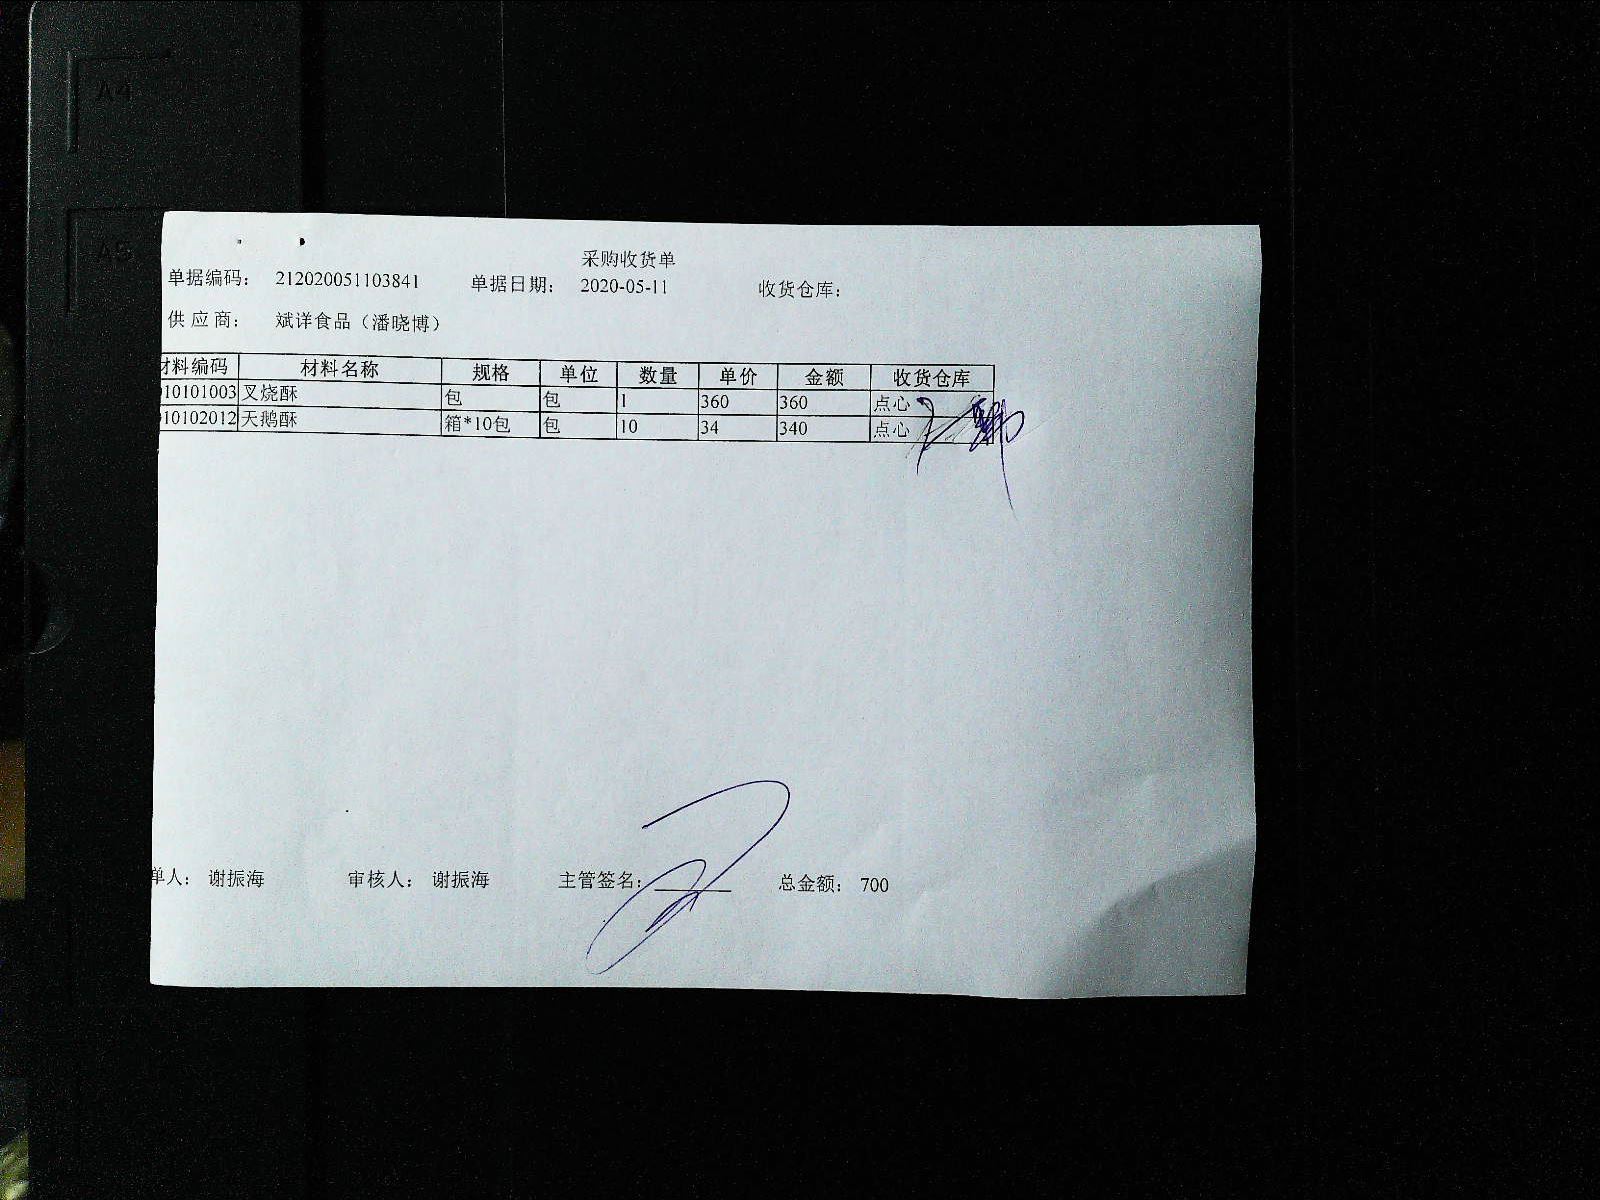 A4
A5
采购收货单
单据编码： 212020051103841 单据日期： 2020-05-11 收货仓库：
供应商： 斌详食品（潘晓博）
材料编码 材料名称 规格 单位 数量 单价 金额 收货仓库
010101003 叉烧酥 包 包 1 360 360 点心
010102012 天鹅酥 箱*10包 包 10 34 340 点心
单人： 谢振海 审核人： 谢振海 主管签名： 总金额： 700